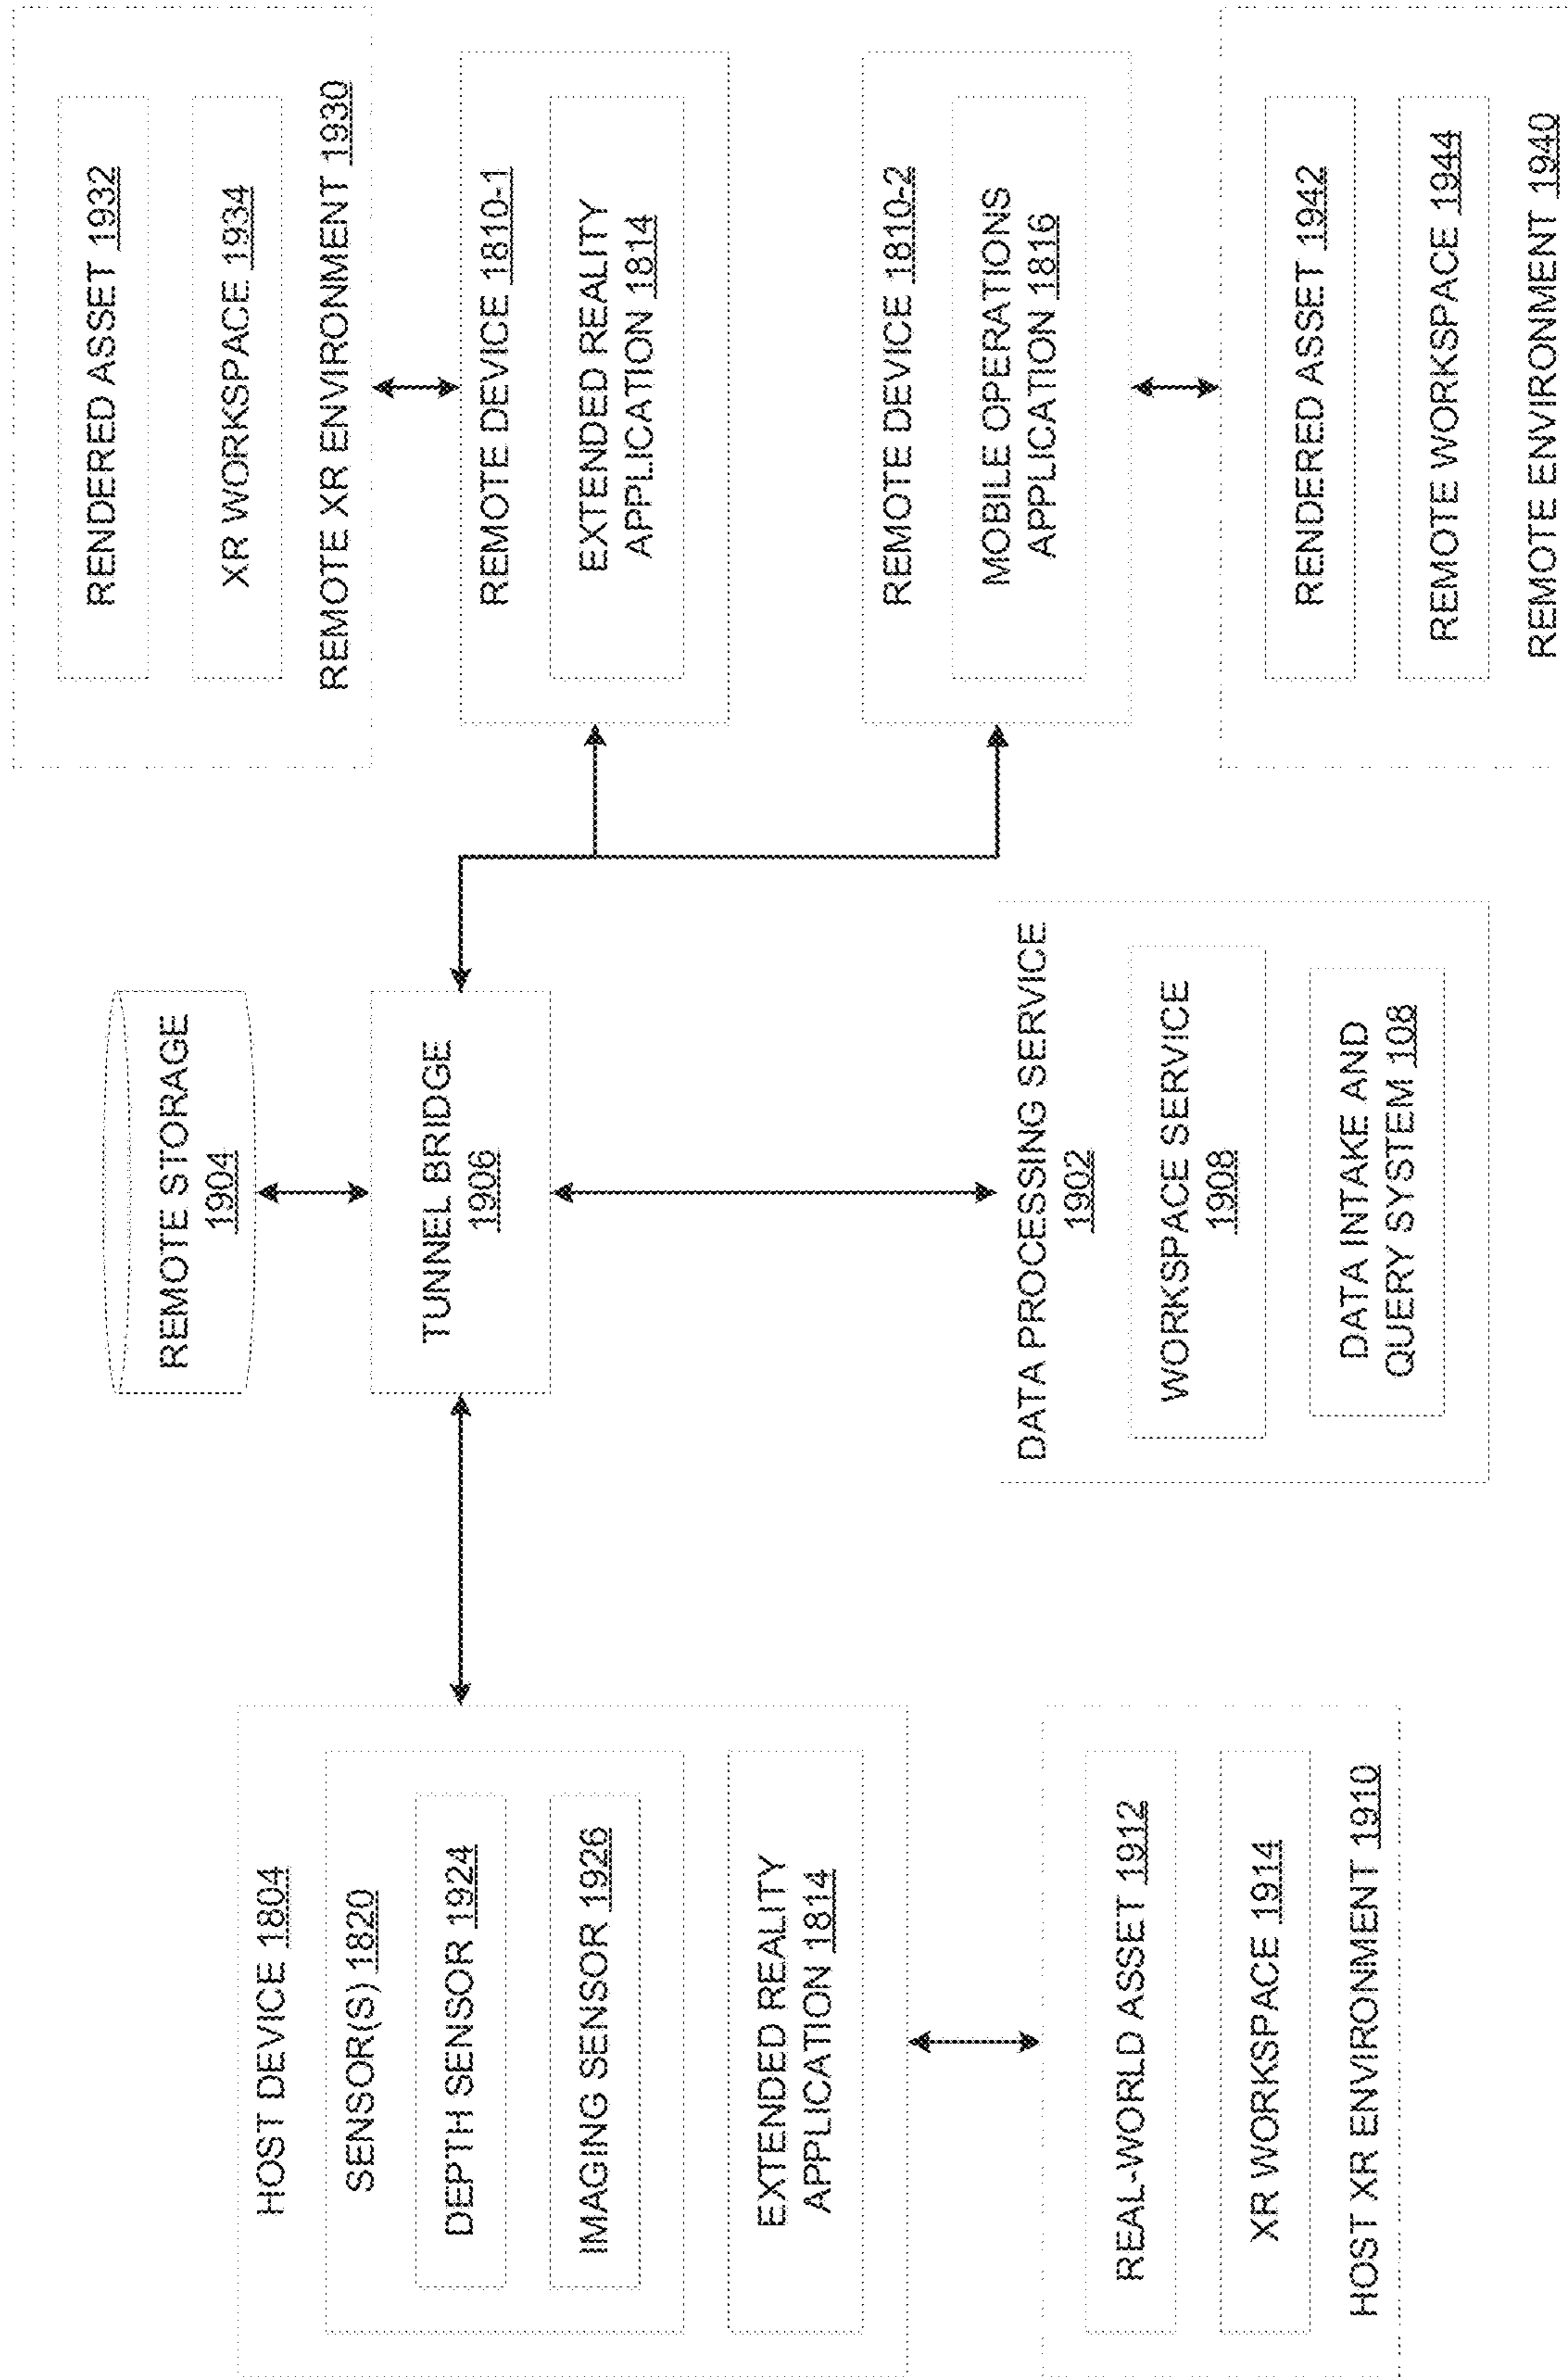 HOST DEVICE 1804
SENSOR(S) 1820
DEPTH SENSOR 1924
IMAGING SENSOR 1926
EXTENDED REALITY
APPLICATION 1814
REAL-WORLD ASSET 1912
XR WORKSPACE 1914
HOST XR ENVIRONMENT 1910
REMOTE STORAGE
1904
TUNNEL BRIDGE
1906
DATA PROCESSING SERVICE
1902
WORKSPACE SERVICE
1908
DATA INTAKE AND
QUERY SYSTEM 108
RENDERED ASSET 1932
XR WORKSPACE 1934
REMOTE XR ENVIRONMENT 1930
REMOTE DEVICE 1810-1
EXTENDED REALITY
APPLICATION 1814
REMOTE DEVICE 1810-2
MOBILE OPERATIONS
APPLICATION 1816
RENDERED ASSET 1942
REMOTE WORKSPACE 1944
REMOTE ENVIRONMENT 1940